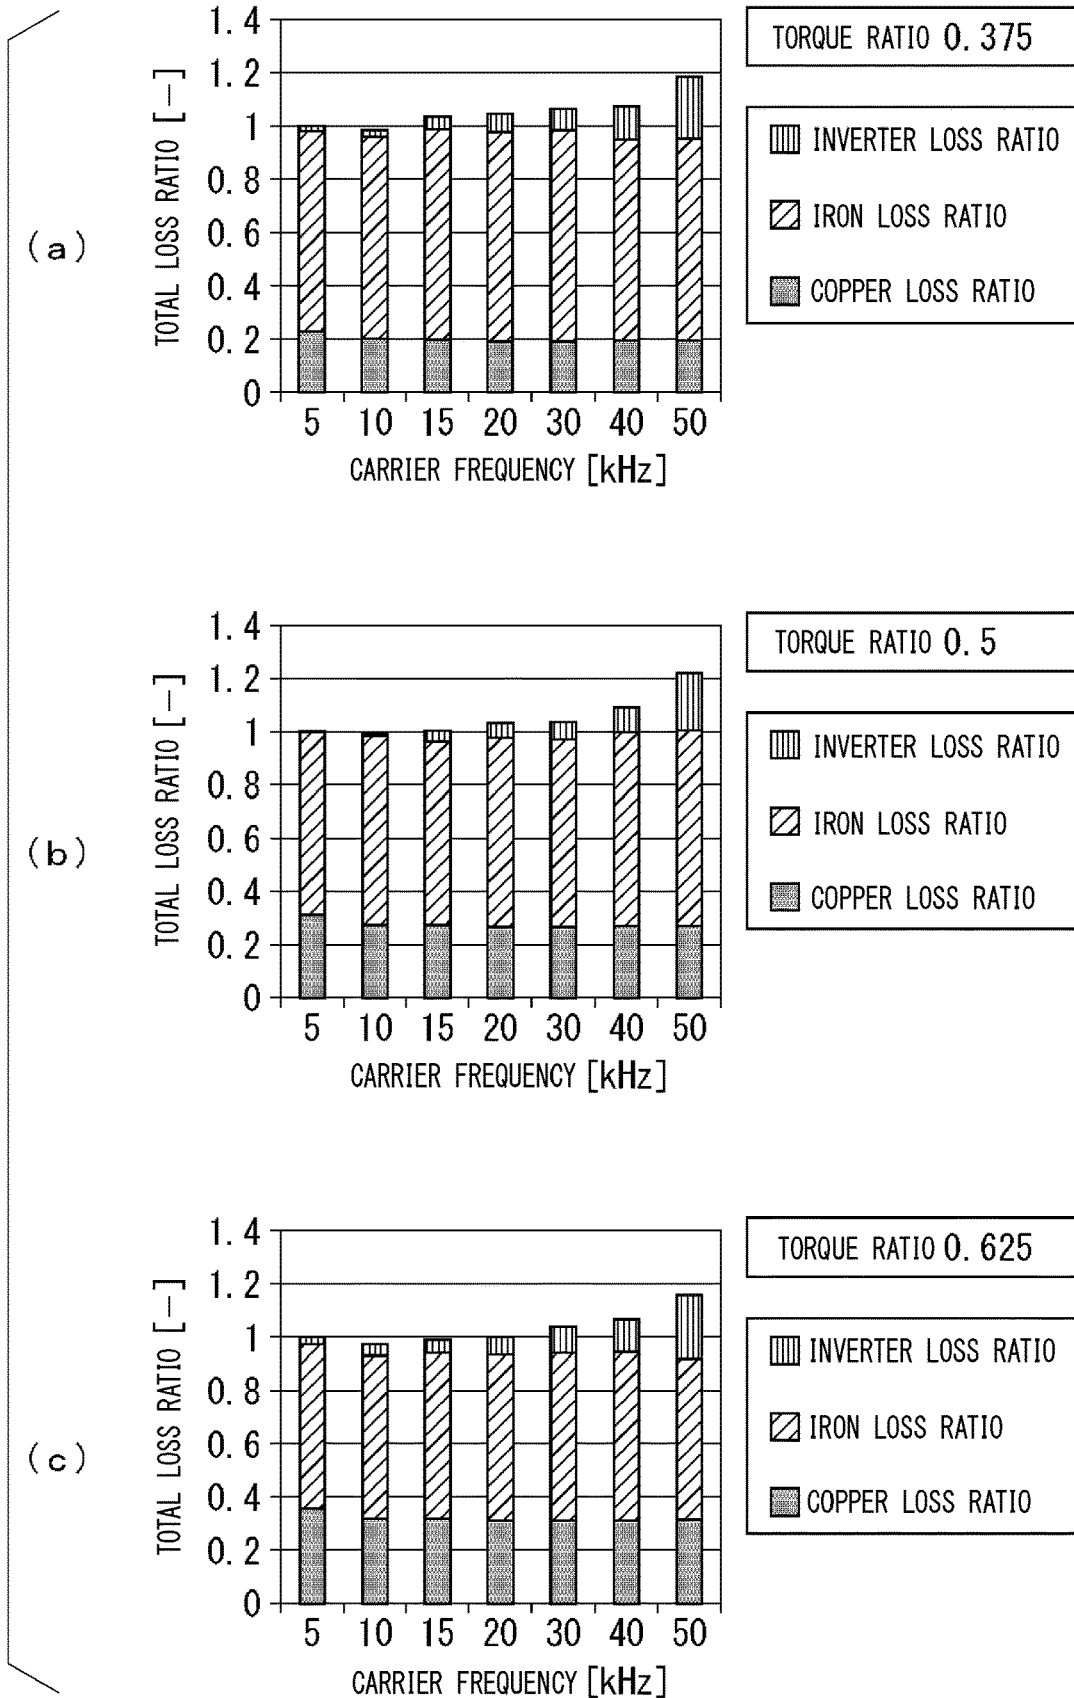 (a)
TOTAL LOSS RATIO [—]
1.4
1.2
1
0.8
0.6
0.4
0.2
0
5 10 15 20 30 40 50
CARRIER FREQUENCY [kHz]
TORQUE RATIO 0.375
INVERTER LOSS RATIO
IRON LOSS RATIO
COPPER LOSS RATIO
(b)
TOTAL LOSS RATIO [—]
1.4
1.2
1
0.8
0.6
0.4
0.2
0
5 10 15 20 30 40 50
CARRIER FREQUENCY [kHz]
TORQUE RATIO 0.5
INVERTER LOSS RATIO
IRON LOSS RATIO
COPPER LOSS RATIO
(c)
TOTAL LOSS RATIO [—]
1.4
1.2
1
0.8
0.6
0.4
0.2
0
5 10 15 20 30 40 50
CARRIER FREQUENCY [kHz]
TORQUE RATIO 0.625
INVERTER LOSS RATIO
IRON LOSS RATIO
COPPER LOSS RATIO